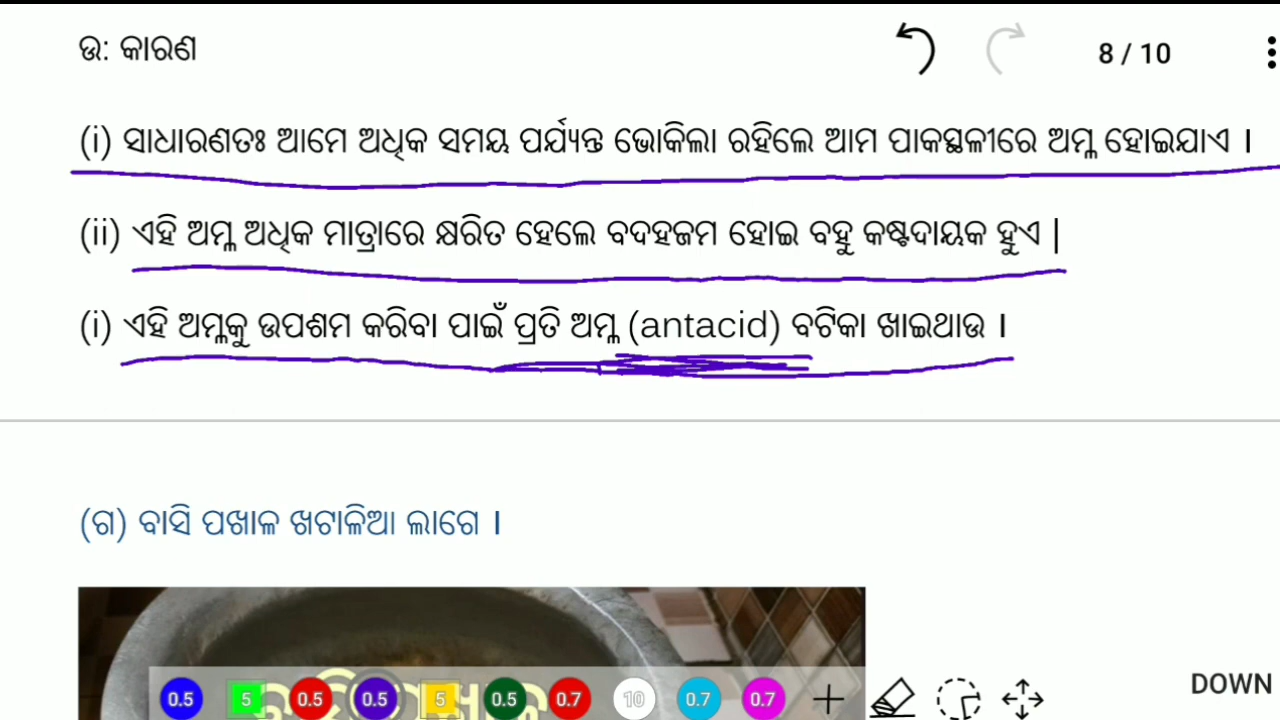 ଉ: କାରଣ
8 / 10
(i) ସାଧାରଣତଃ ଆମେ ଅଧିକ ସମୟ ପର୍ଯ୍ୟନ୍ତ ଭୋକିଲା ରହିଲେ ଆମ ପାକସ୍ଥଳୀରେ ଅମ୍ଳ ହୋଇଯାଏ ।
(ii) ଏହି ଅମ୍ଳ ଅଧିକ ମାତ୍ରାରେ କ୍ଷରିତ ହେଲେ ବଦହଜମ ହୋଇ ବହୁ କଷ୍ଟଦାୟକ ହୁଏ |
(i) ଏହି ଅମ୍ଳକୁ ଉପଶମ କରିବା ପାଇଁ ପ୍ରତି ଅମ୍ଳ (antacid) ବଟିକା ଖାଇଥାଉ ।
(ଗ) ବାସି ପଖାଳ ଖଟାଳିଆ ଲାଗେ ।
0.5 5 0.5 0.5 5 0.5 0.7 10 0.7 0.7
DOWN